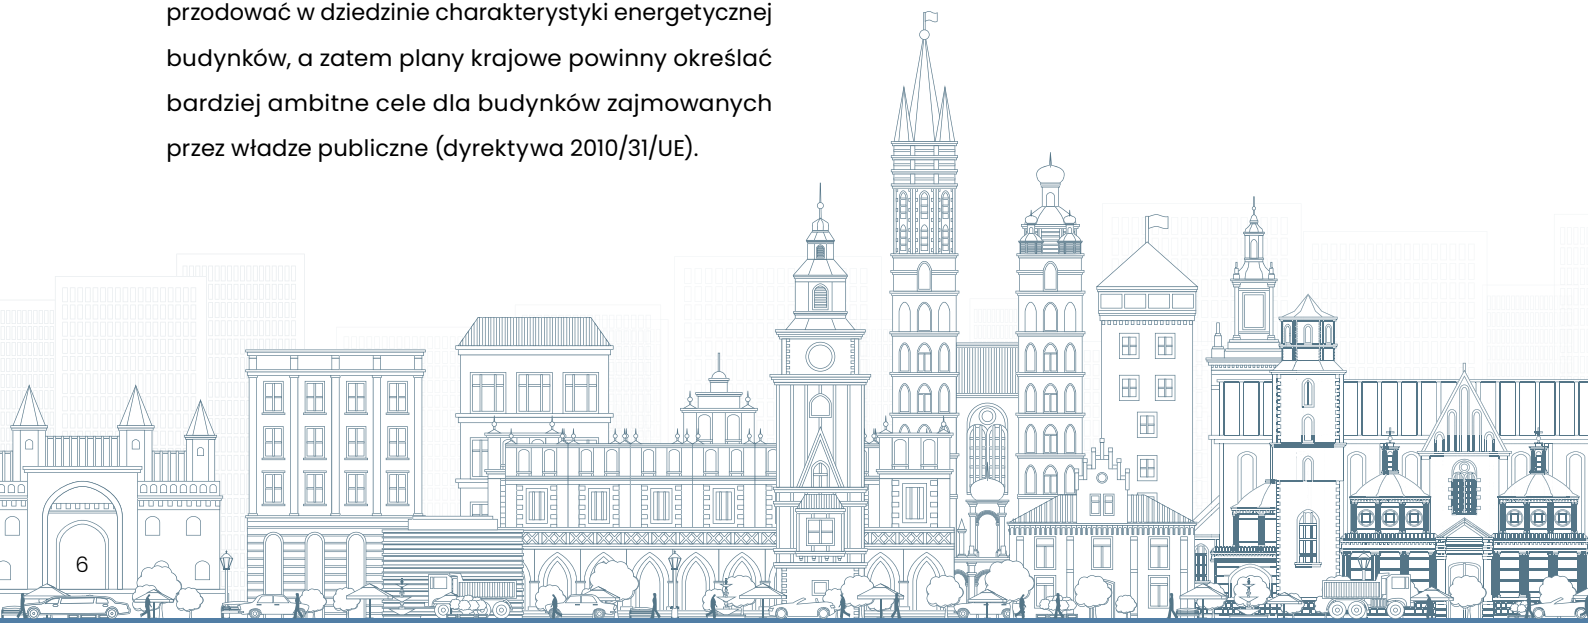 przodować w dziedzinie charakterystyki energetycznej
budynków, a zatem plany krajowe powinny określać
bardziej ambitne cele dla budynków zajmowanych
przez władze publiczne (dyrektywa 2010/31/UE).
6